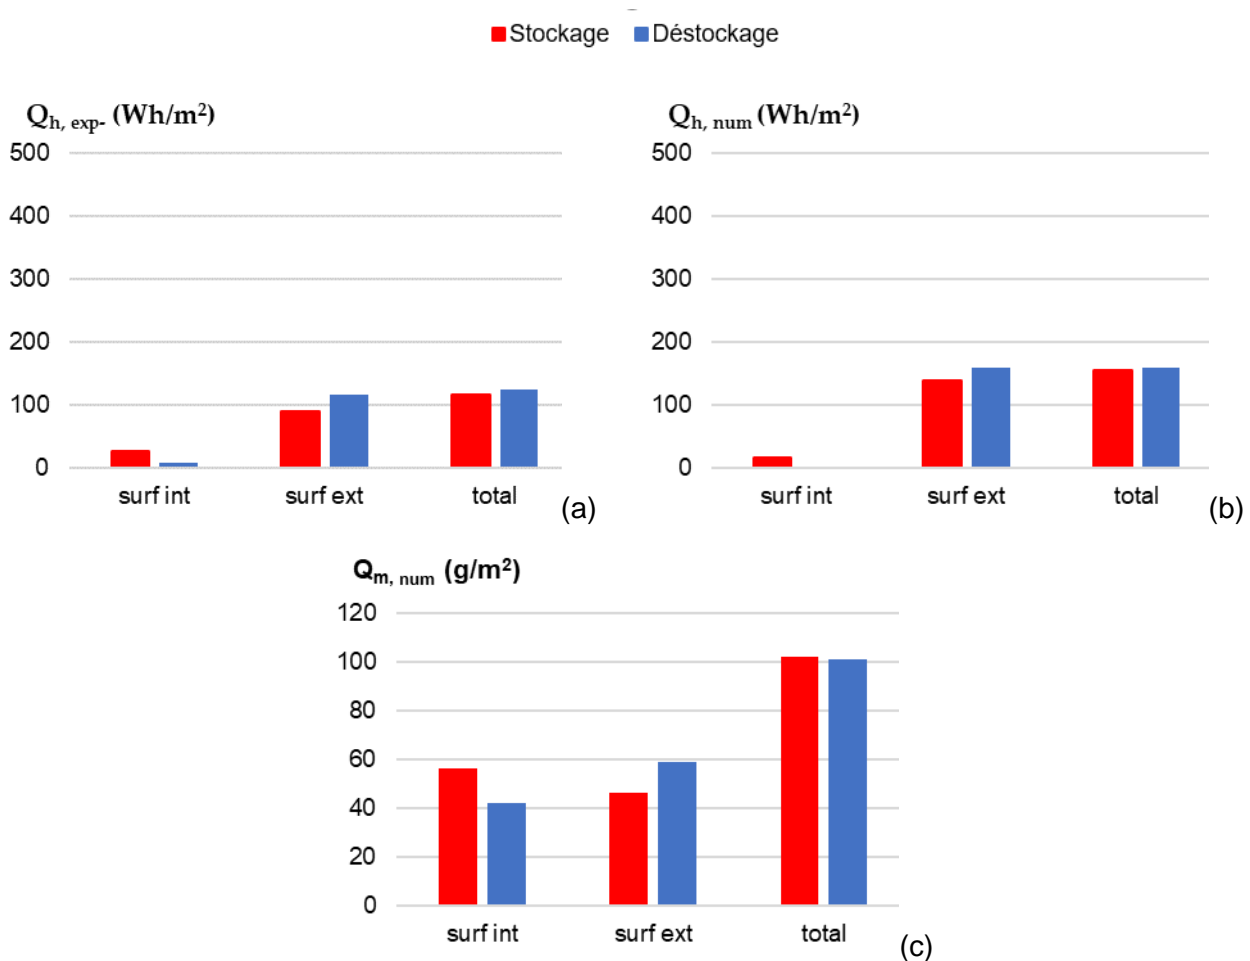 Stockage Déstockage
Qh, exp- (Wh/m²)
500
400
300
200
100
0
surf int surf ext total
(a)
Qh, num (Wh/m²)
500
400
300
200
100
0
surf int surf ext total
(b)
Qm, num (g/m²)
120
100
80
60
40
20
0
surf int surf ext total
(c)